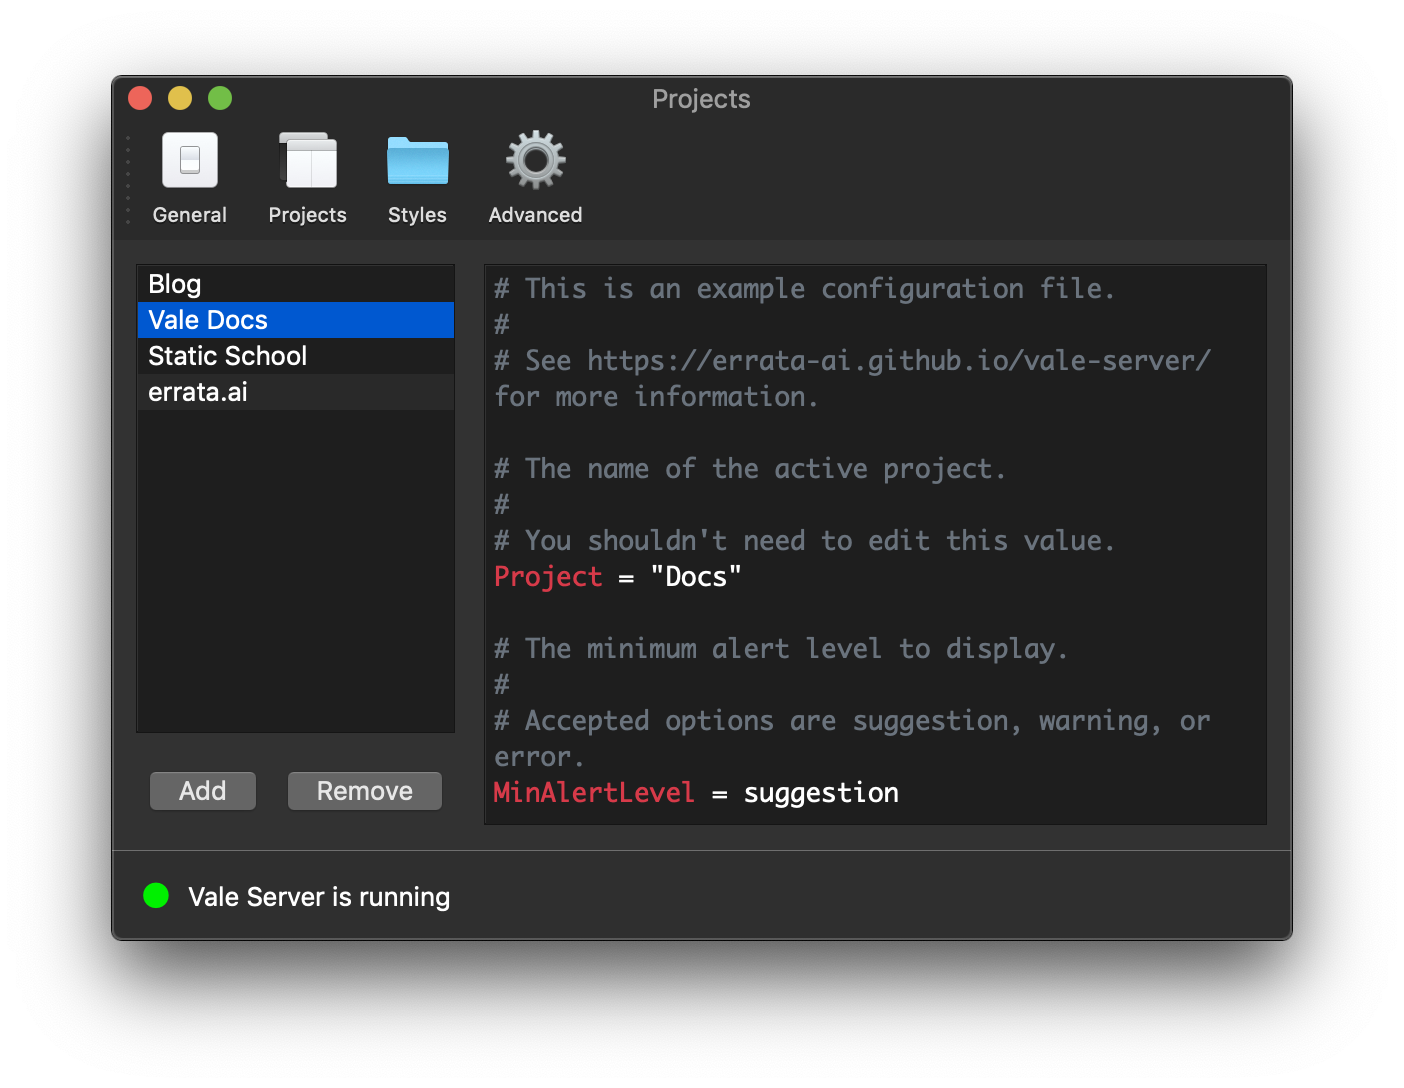 Projects
General
Projects
Styles
Advanced
Blog
Vale Docs
Static School
errata.ai
Add
Remove
# This is an example configuration file.
#
# See https://errata-ai.github.io/vale-server/
for more information.
# The name of the active project.
#
# You shouldn't need to edit this value.
Project = "Docs"
# The minimum alert level to display.
#
# Accepted options are suggestion, warning, or
error.
MinAlertLevel = suggestion
Vale Server is running